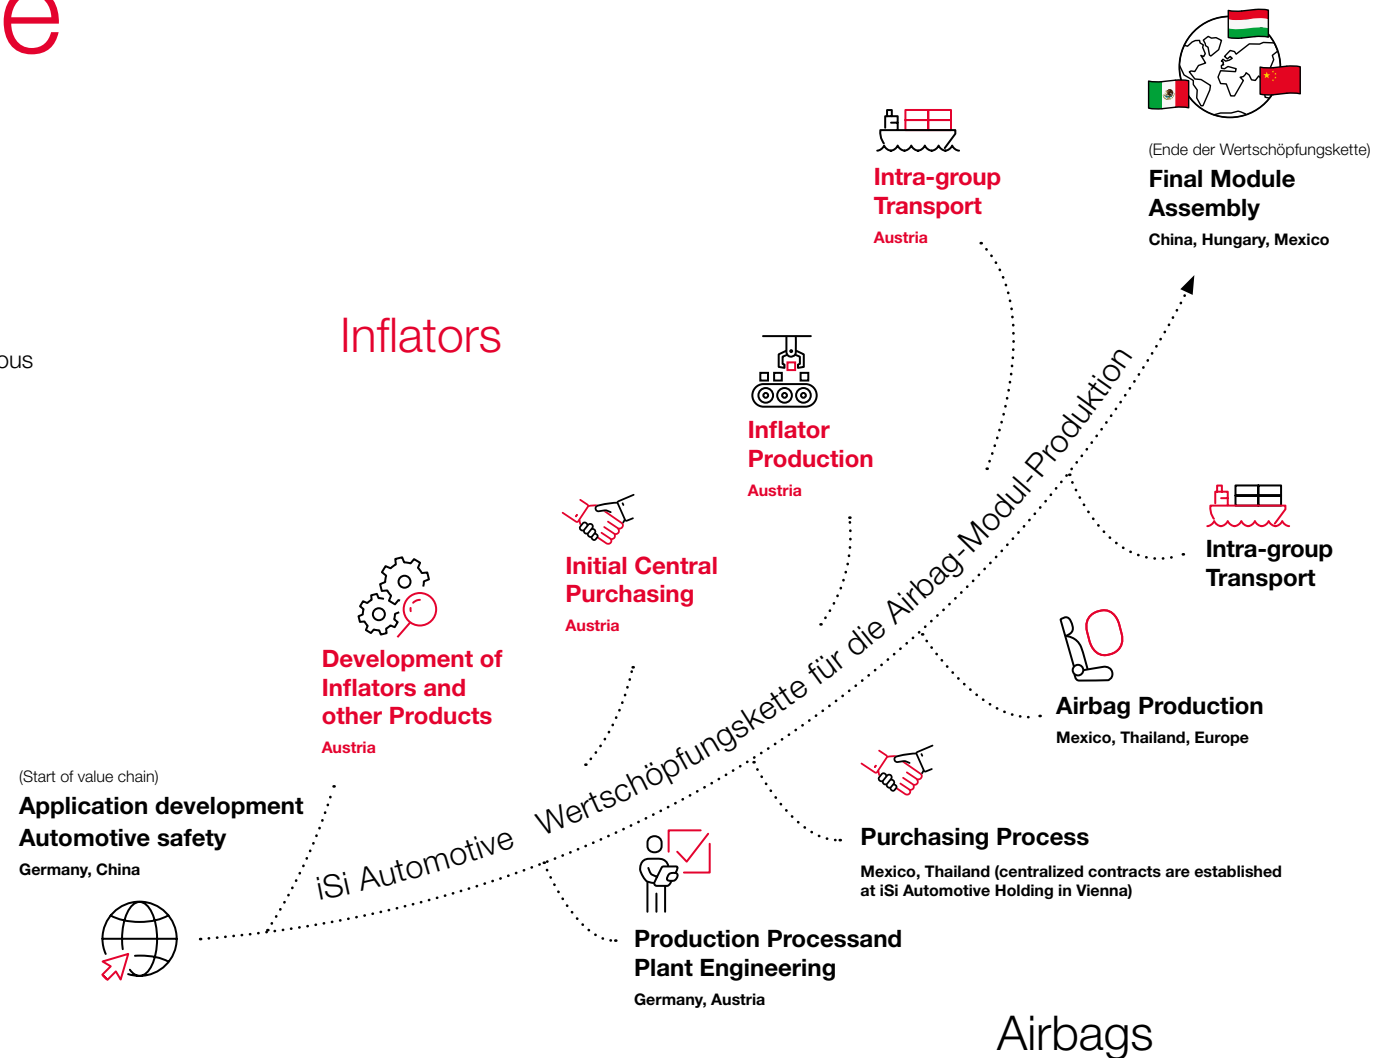 e
ous
Inflators
Intra-group
Transport
Austria
(Ende der Wertschöpfungskette)
Final Module
Assembly
China, Hungary, Mexico
Inflator
Production
Austria
Initial Central
Purchasing
Austria
Development of
Inflators and
other Products
Austria
(Start of value chain)
Application development
Automotive safety
Germany, China
iSi Automotive Wertschöpfungskette für die Airbag-Modul-Produktion
Intra-group
Transport
Airbag Production
Mexico, Thailand, Europe
Purchasing Process
Mexico, Thailand (centralized contracts are established
at iSi Automotive Holding in Vienna)
Production Processand
Plant Engineering
Germany, Austria
Airbags